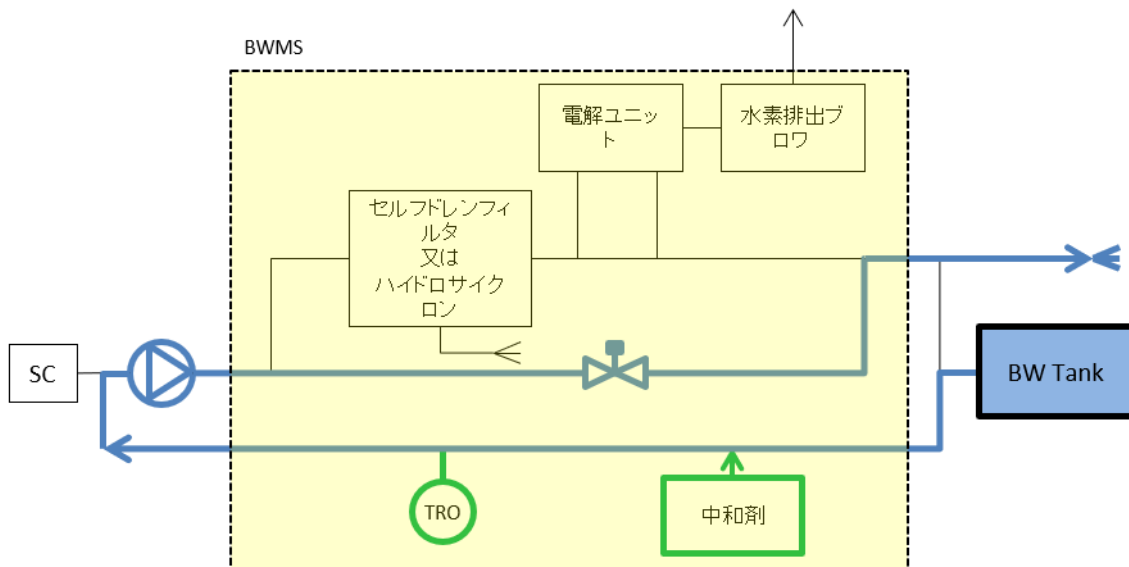 BWMS
電解ユニッ
ト
水素排出ブ
ロワ
セルフドレンフィ
ルタ
又は
ハイドロサイク
ロン
SC
BW Tank
TRO
中和剤